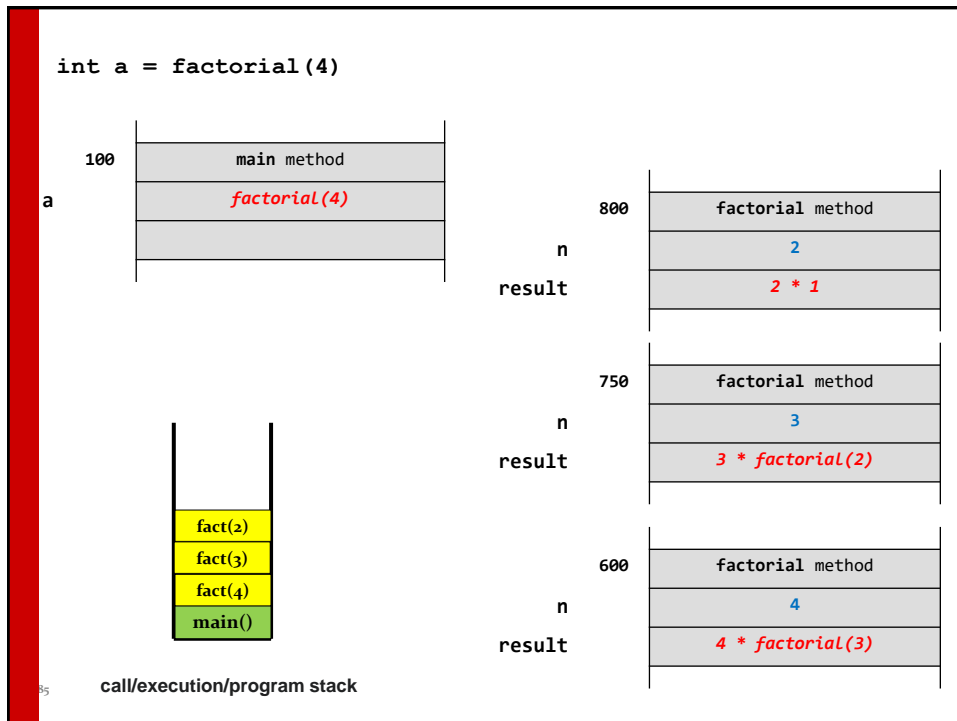 int a = factorial(4)
100
main method
a
factorial(4)
800
factorial method
n
2
result
2 * 1
750
factorial method
n
3
result
3 * factorial(2)
600
factorial method
n
4
result
4 * factorial(3)
fact(2)
fact(3)
fact(4)
main()
85
call/execution/program stack